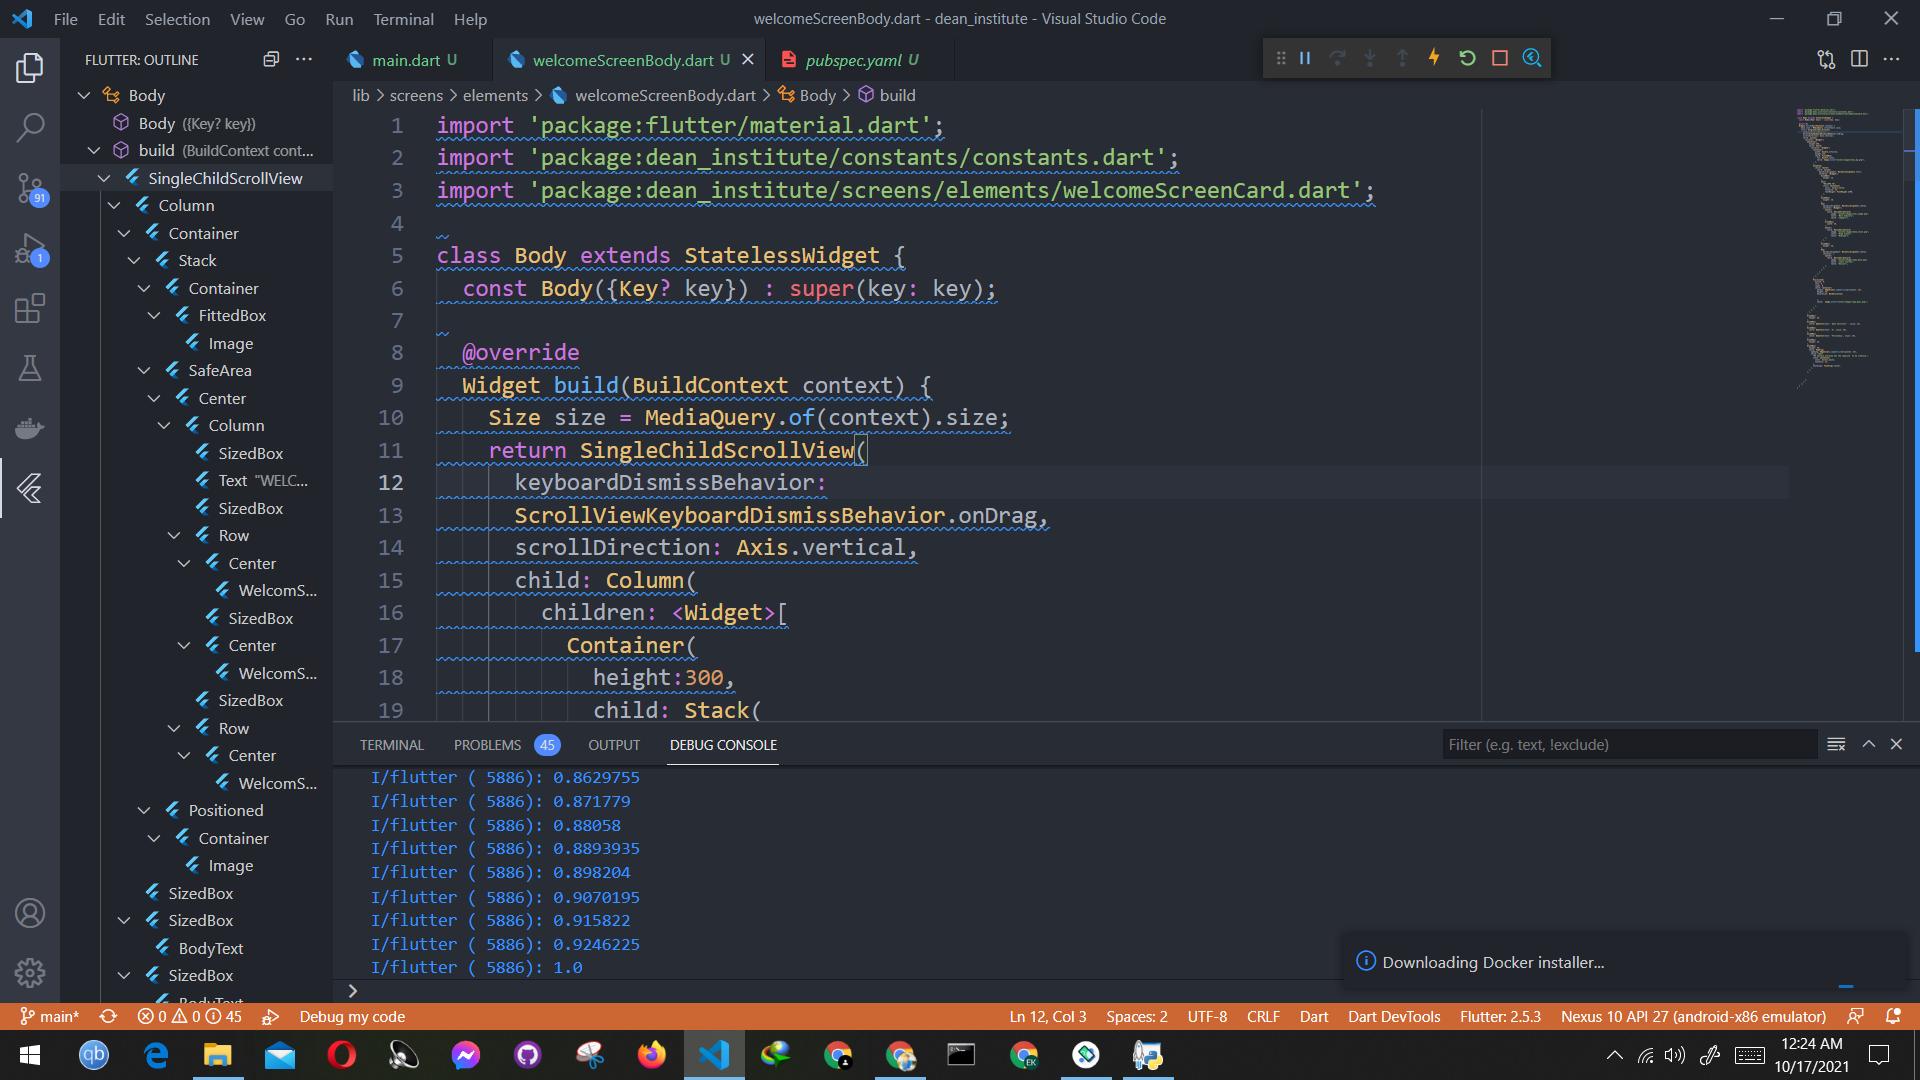 File Edit Selection View Go Run Terminal Help
welcomeScreenBody.dart - dean_institute - Visual Studio Code
FLUTTER: OUTLINE
main.dart U
welcomeScreenBody.dart U
pubspec.yaml U
lib > screens > elements > welcomeScreenBody.dart > Body > build
91
1
Body
Body ({Key? key})
build (BuildContext cont...
SingleChildScrollView
Column
Container
Stack
Container
FittedBox
Image
SafeArea
Center
Column
SizedBox
Text "WELC...
SizedBox
Row
Center
WelcomS...
SizedBox
Center
WelcomS...
SizedBox
Row
Center
WelcomS...
Positioned
Container
Image
SizedBox
SizedBox
BodyText
SizedBox
BodyText
1 import 'package:flutter/material.dart';
2 import 'package:dean_institute/constants/constants.dart';
3 import 'package:dean_institute/screens/elements/welcomeScreenCard.dart';
4
5 class Body extends StatelessWidget {
6 const Body({Key? key}) : super(key: key);
7
8 @override
9 Widget build(BuildContext context) {
10 Size size = MediaQuery.of(context).size;
11 return SingleChildScrollView(
12 keyboardDismissBehavior:
13 ScrollViewKeyboardDismissBehavior.onDrag,
14 scrollDirection: Axis.vertical,
15 child: Column(
16 children: <Widget>[
17 Container(
18 height:300,
19 child: Stack(
TERMINAL PROBLEMS 45 OUTPUT DEBUG CONSOLE
Filter (e.g. text, !exclude)
I/flutter ( 5886): 0.8629755
I/flutter ( 5886): 0.871779
I/flutter ( 5886): 0.88058
I/flutter ( 5886): 0.8893935
I/flutter ( 5886): 0.898204
I/flutter ( 5886): 0.9070195
I/flutter ( 5886): 0.915822
I/flutter ( 5886): 0.9246225
I/flutter ( 5886): 1.0
>
Downloading Docker installer...
main* 0 0 45 Debug my code
Ln 12, Col 3 Spaces: 2 UTF-8 CRLF Dart Dart DevTools Flutter: 2.5.3 Nexus 10 API 27 (android-x86 emulator)
qb
EK
12:24 AM
10/17/2021